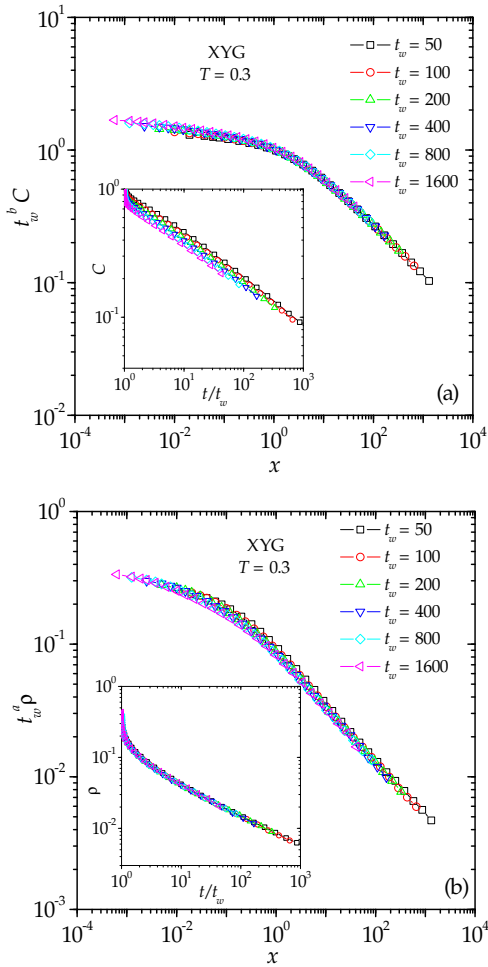 10^1
10^0
10^-1
10^-2
t_w^b C
XYG
T = 0.3
t_w = 50
t_w = 100
t_w = 200
t_w = 400
t_w = 800
t_w = 1600
10^0
10^-1
C
10^0 10^1 10^2 10^3
t/t_w
(a)
10^-4 10^-2 10^0 10^2 10^4
x
10^0
10^-1
10^-2
10^-3
t_w^a ρ
XYG
T = 0.3
t_w = 50
t_w = 100
t_w = 200
t_w = 400
t_w = 800
t_w = 1600
10^0
10^-1
10^-2
ρ
10^0 10^1 10^2 10^3
t/t_w
(b)
10^-4 10^-2 10^0 10^2 10^4
x